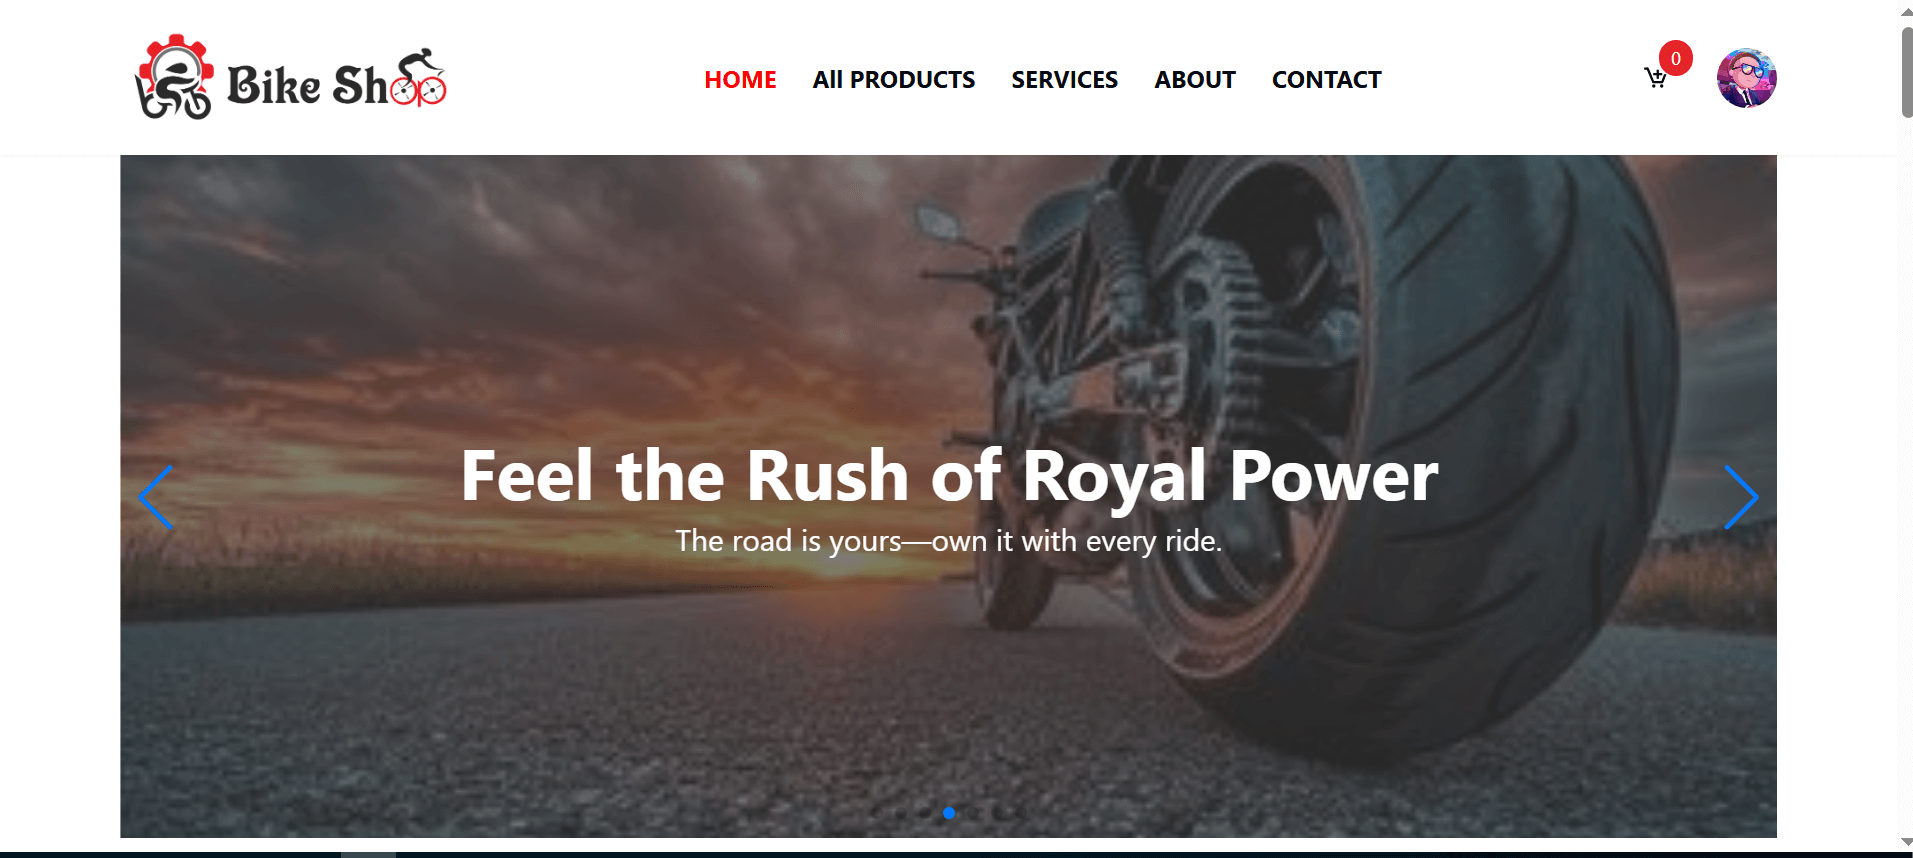 Bike Shop
HOME
All PRODUCTS
SERVICES
ABOUT
CONTACT
0
Feel the Rush of Royal Power
The road is yours—own it with every ride.